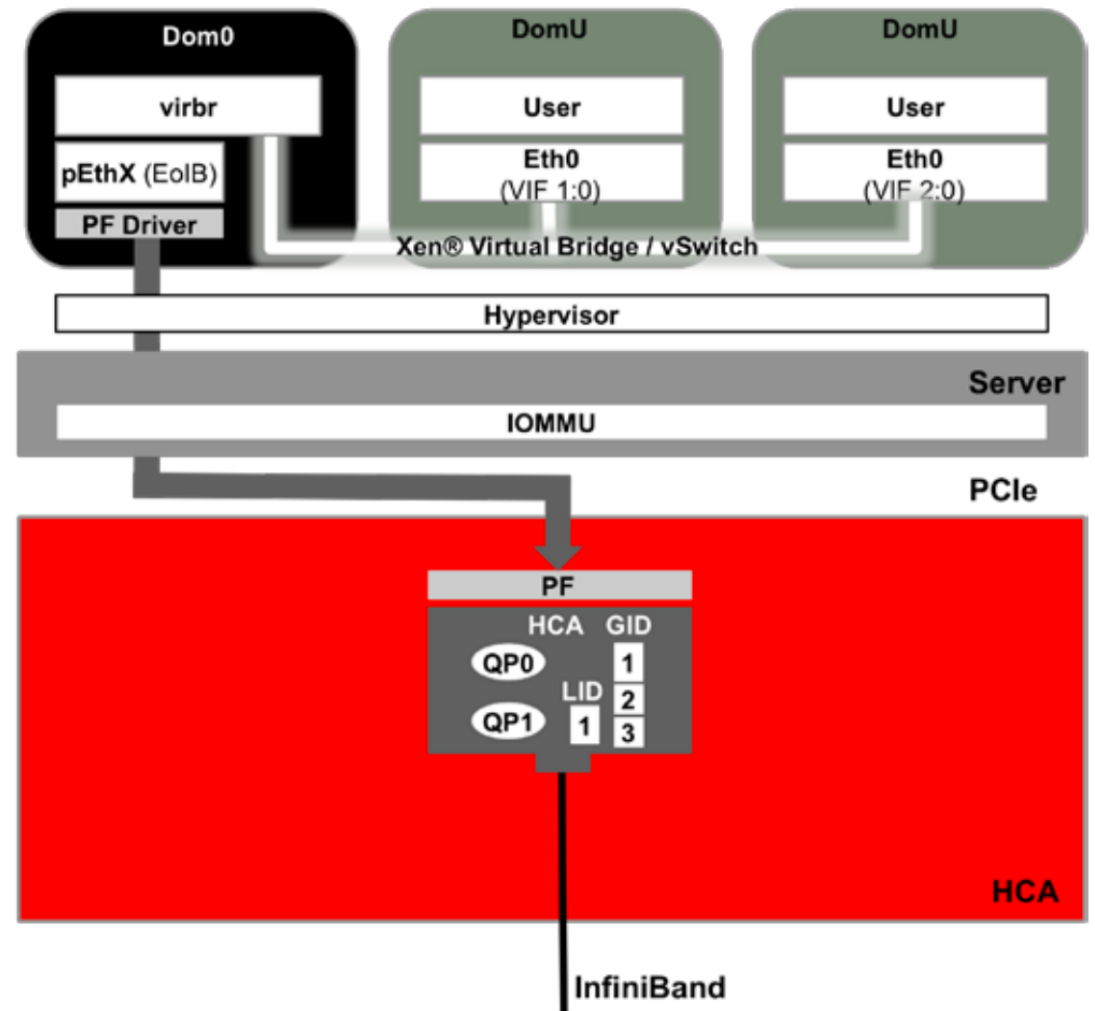 Dom0
DomU
DomU
virbr
User
User
pEthX (EoIB)
Eth0
(VIF 1:0)
Eth0
(VIF 2:0)
PF Driver
Xen® Virtual Bridge / vSwitch
Hypervisor
Server
IOMMU
PCIe
PF
HCA GID
QP0
1
LID
2
QP1
1
3
HCA
InfiniBand